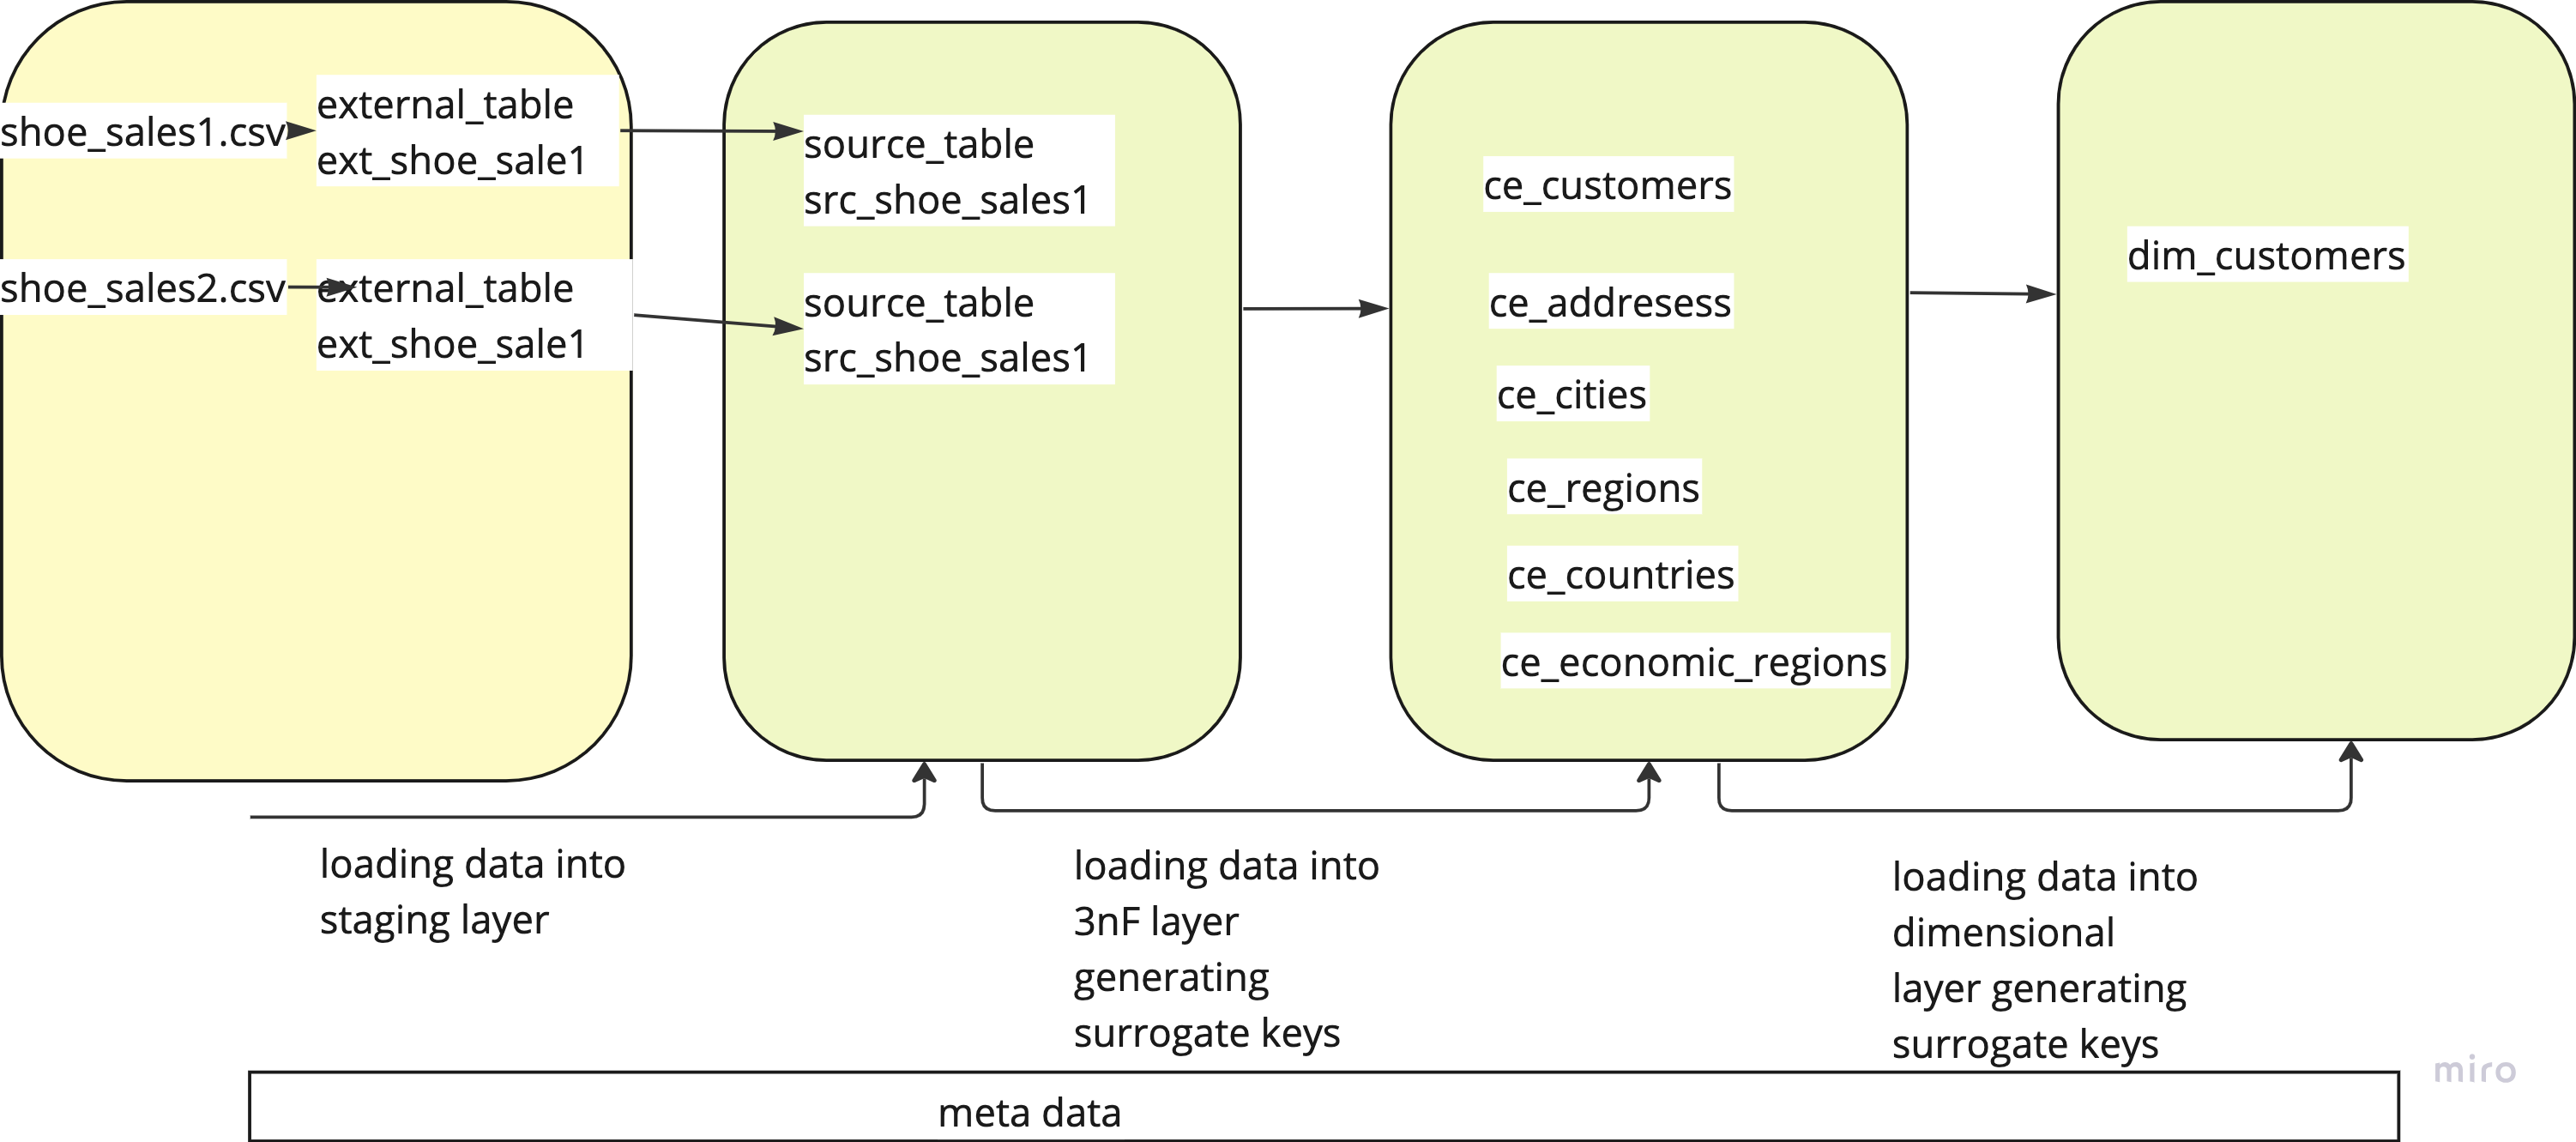 shoe_sales1.csv
external_table
ext_shoe_sale1
shoe_sales2.csv
external_table
ext_shoe_sale1
source_table
src_shoe_sales1
source_table
src_shoe_sales1
ce_customers
ce_addresess
ce_cities
ce_regions
ce_countries
ce_economic_regions
dim_customers
loading data into
staging layer
loading data into
3nF layer
generating
surrogate keys
loading data into
dimensional
layer generating
surrogate keys
meta data
miro